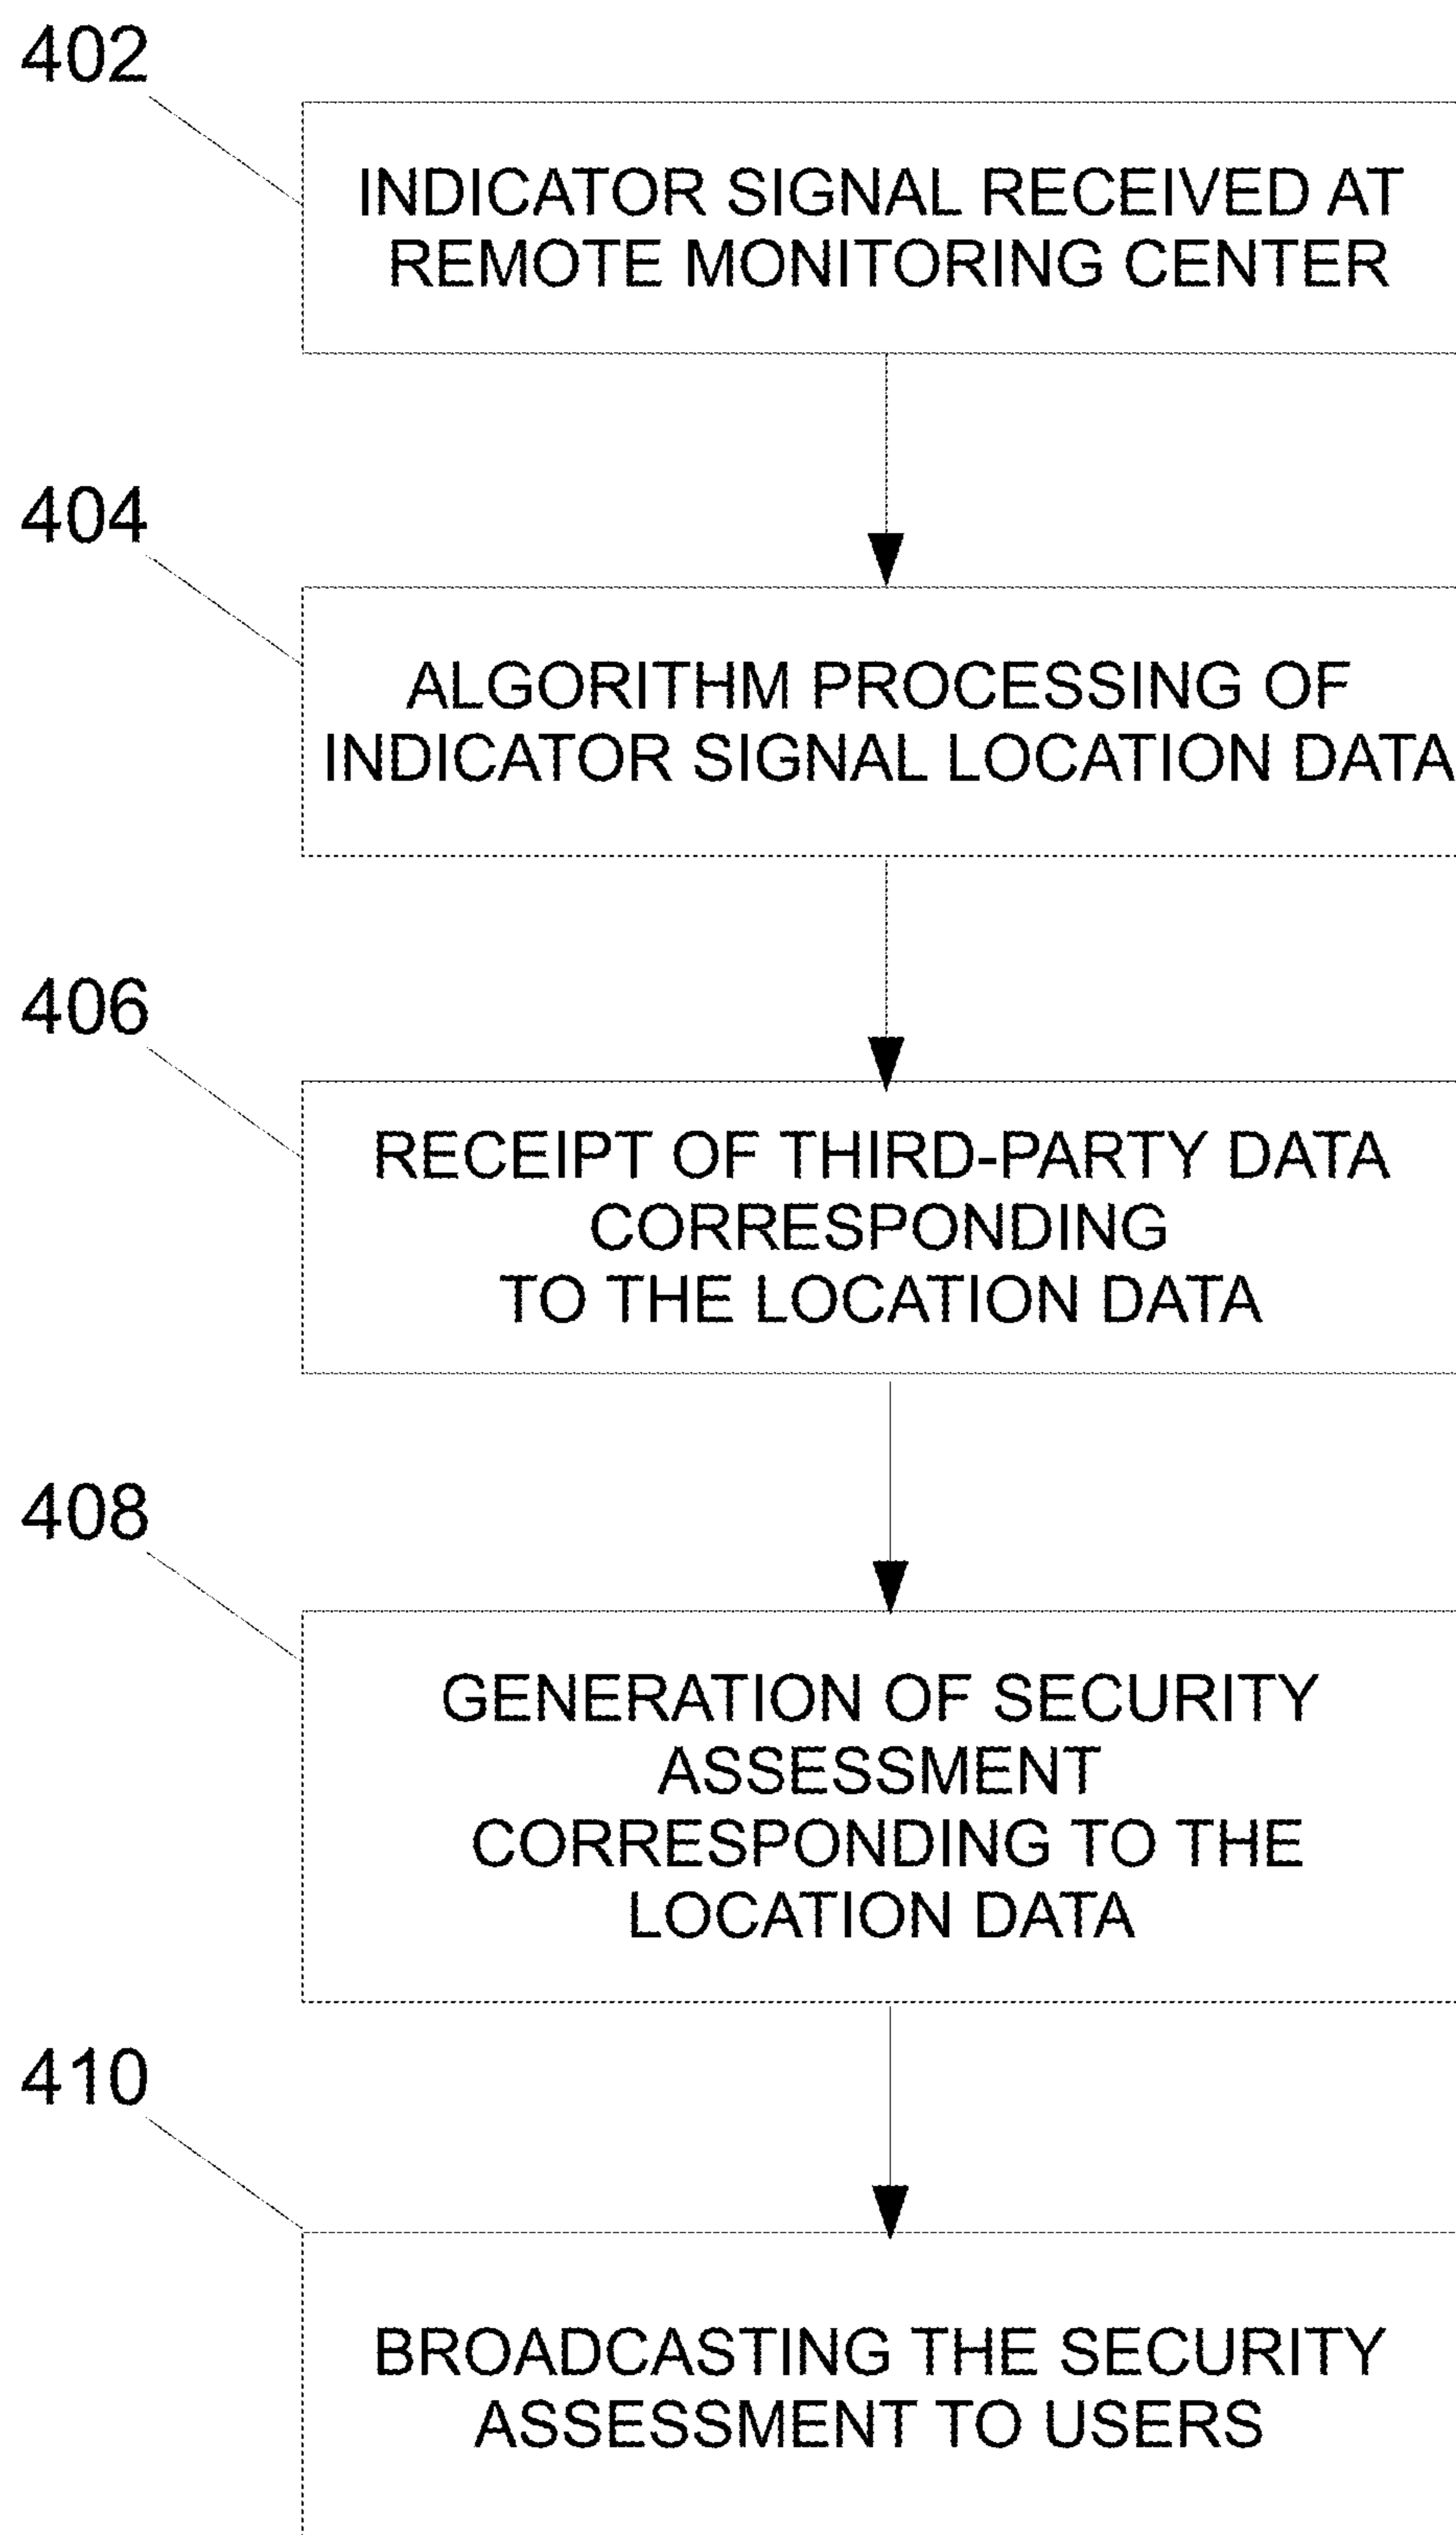 402
INDICATOR SIGNAL RECEIVED AT
REMOTE MONITORING CENTER
404
ALGORITHM PROCESSING OF
INDICATOR SIGNAL LOCATION DATA
406
RECEIPT OF THIRD-PARTY DATA
CORRESPONDING
TO THE LOCATION DATA
408
GENERATION OF SECURITY
ASSESSMENT
CORRESPONDING TO THE
LOCATION DATA
410
BROADCASTING THE SECURITY
ASSESSMENT TO USERS